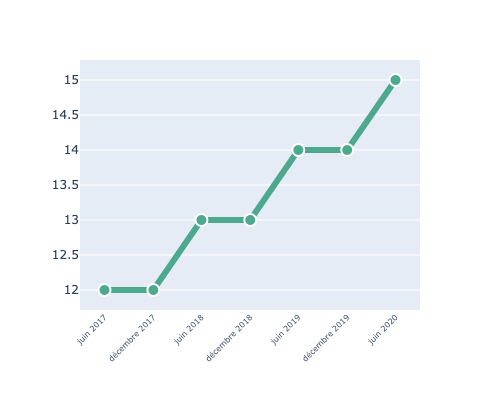 15
14.5
14
13.5
13
12.5
12
juin 2017
décembre 2017
juin 2018
décembre 2018
juin 2019
décembre 2019
juin 2020